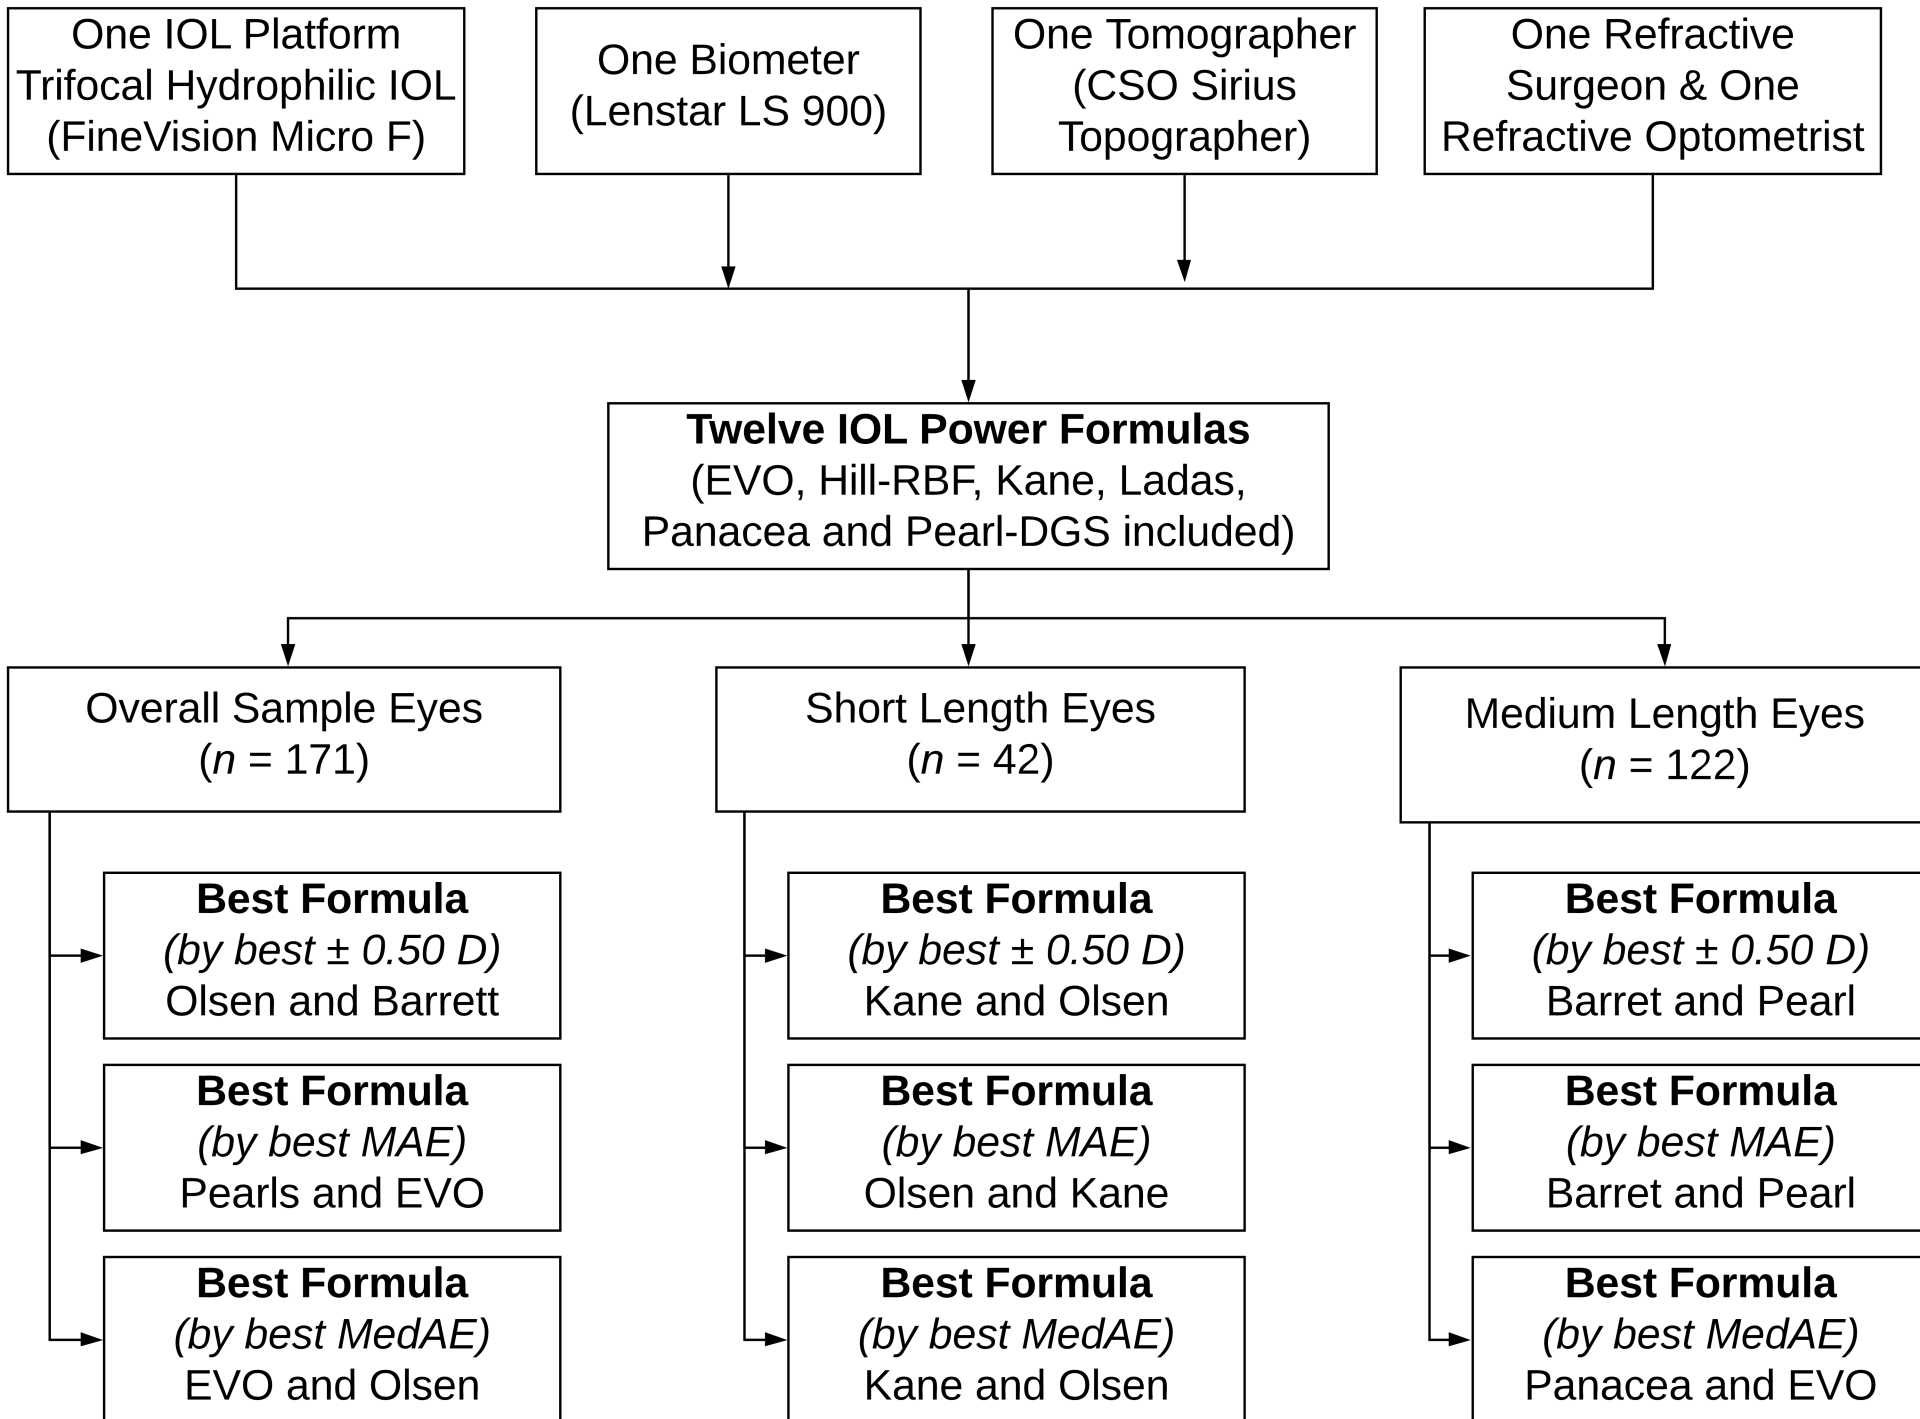 One IOL Platform
Trifocal Hydrophilic IOL
(FineVision Micro F)
One Biometer
(Lenstar LS 900)
One Tomographer
(CSO Sirius
Topographer)
One Refractive
Surgeon & One
Refractive Optometrist
Twelve IOL Power Formulas
(EVO, Hill-RBF, Kane, Ladas,
Panacea and Pearl-DGS included)
Overall Sample Eyes
(n = 171)
Short Length Eyes
(n = 42)
Medium Length Eyes
(n = 122)
Best Formula
(by best ± 0.50 D)
Olsen and Barrett
Best Formula
(by best MAE)
Pearls and EVO
Best Formula
(by best MedAE)
EVO and Olsen
Best Formula
(by best ± 0.50 D)
Kane and Olsen
Best Formula
(by best MAE)
Olsen and Kane
Best Formula
(by best MedAE)
Kane and Olsen
Best Formula
(by best ± 0.50 D)
Barret and Pearl
Best Formula
(by best MAE)
Barret and Pearl
Best Formula
(by best MedAE)
Panacea and EVO